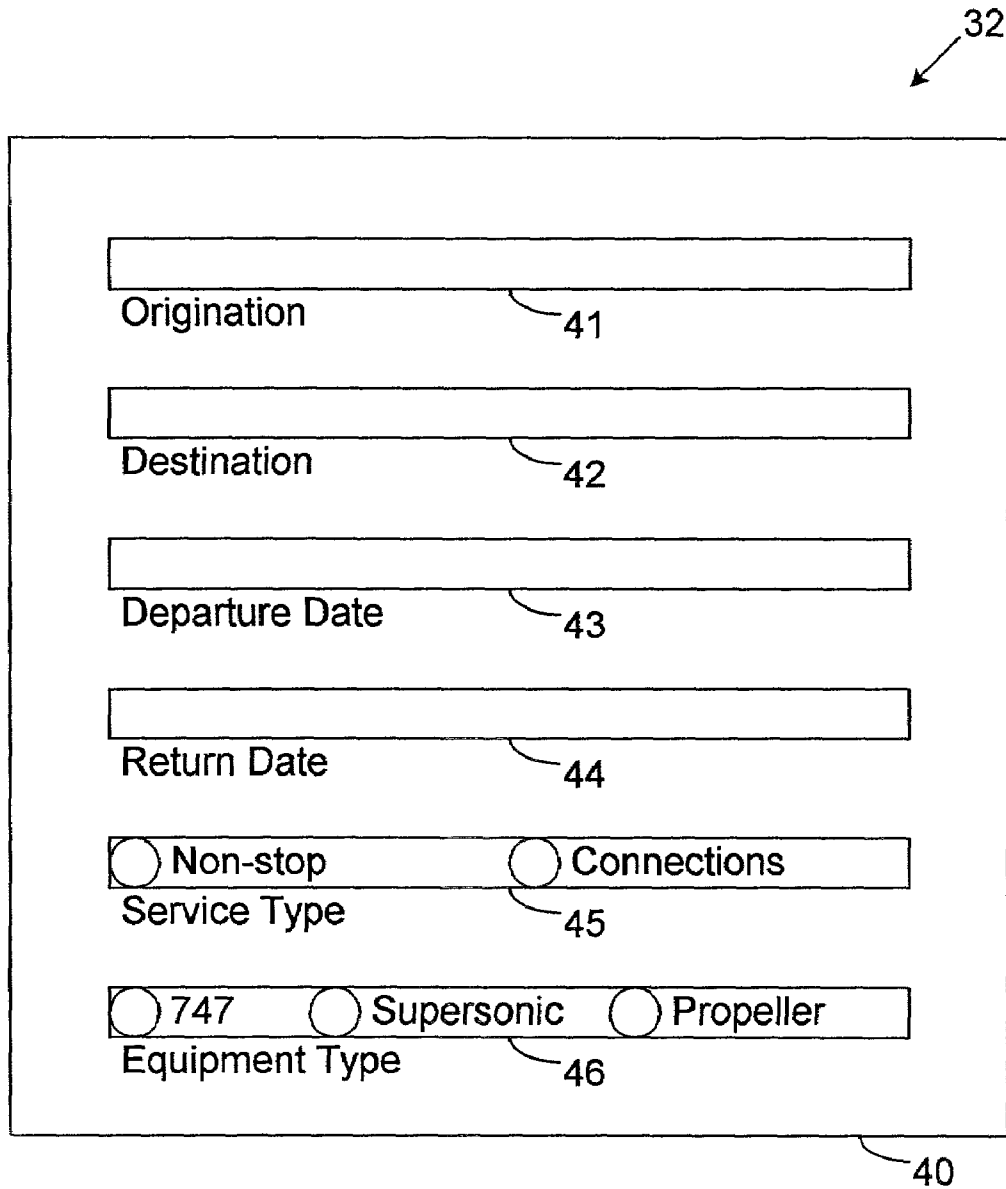 32
Origination
41
Destination
42
Departure Date
43
Return Date
44
Non-stop Connections
Service Type
45
747 Supersonic Propeller
Equipment Type
46
40